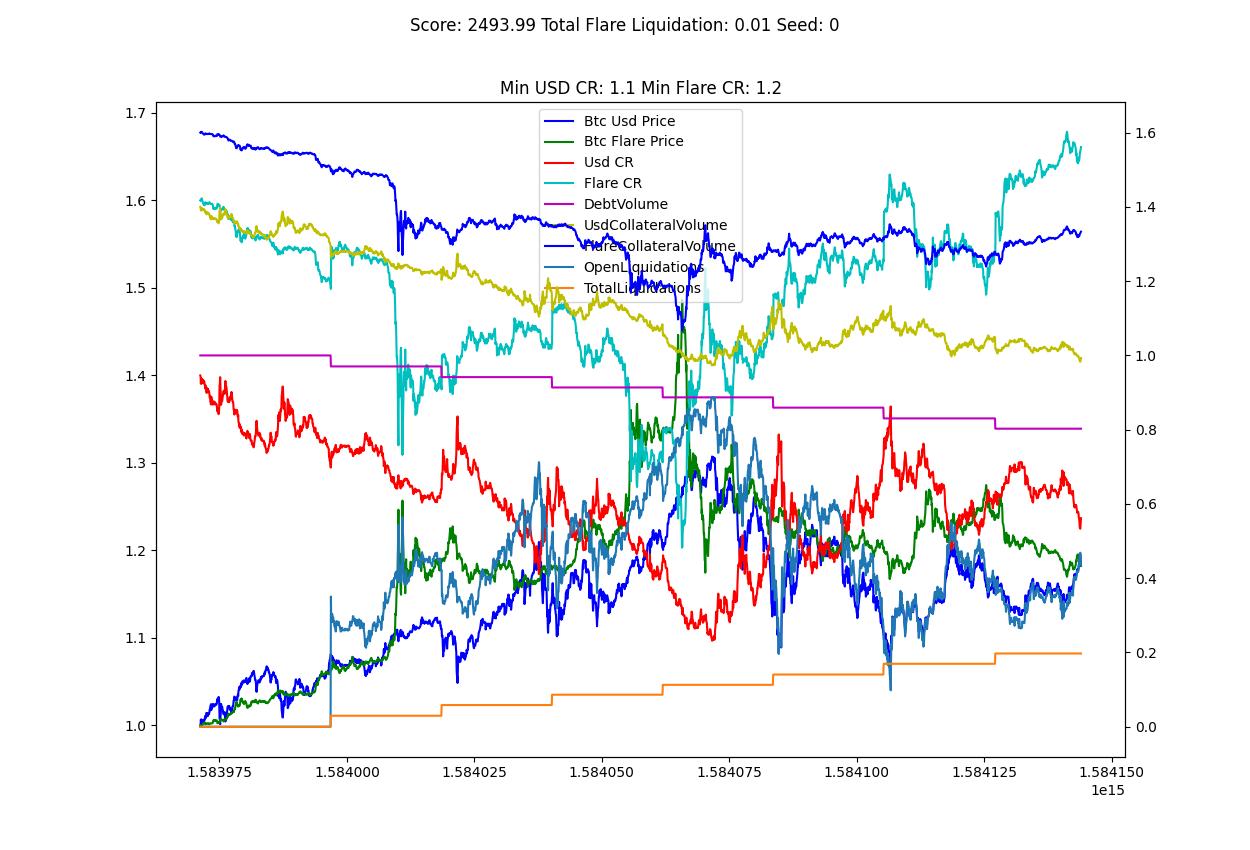 Score: 2493.99 Total Flare Liquidation: 0.01 Seed: 0
Min USD CR: 1.1 Min Flare CR: 1.2
Btc Usd Price
Btc Flare Price
Usd CR
Flare CR
DebtVolume
UsdCollateralVolume
FlareCollateralVolume
OpenLiquidations
TotalLiquidations
1.7
1.6
1.5
1.4
1.3
1.2
1.1
1.0
1.6
1.4
1.2
1.0
0.8
0.6
0.4
0.2
0.0
1.583975 1.584000 1.584025 1.584050 1.584075 1.584100 1.584125 1.584150
1e15